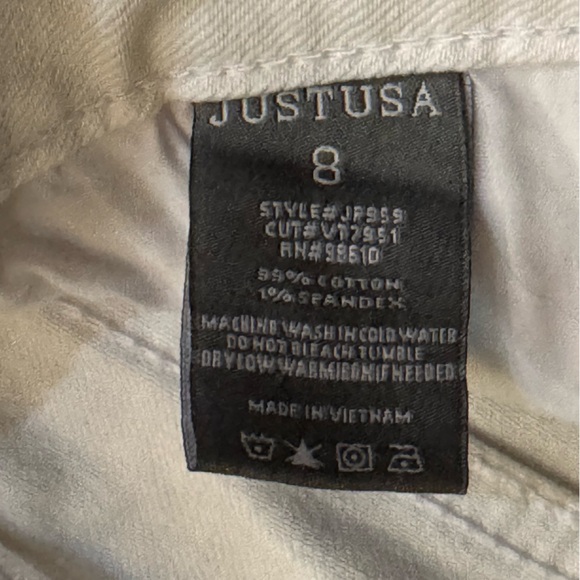 JUSTUSA
8
STYLE# JP959
CUT# V17951
RN#98610
99% COTTON
1% SPANDEX
MACHINE WASH IN COLD WATER
DO NOT BLEACH TUMBLE
DRY LOW WARM IRON IF NEEDED
MADE IN VIETNAM